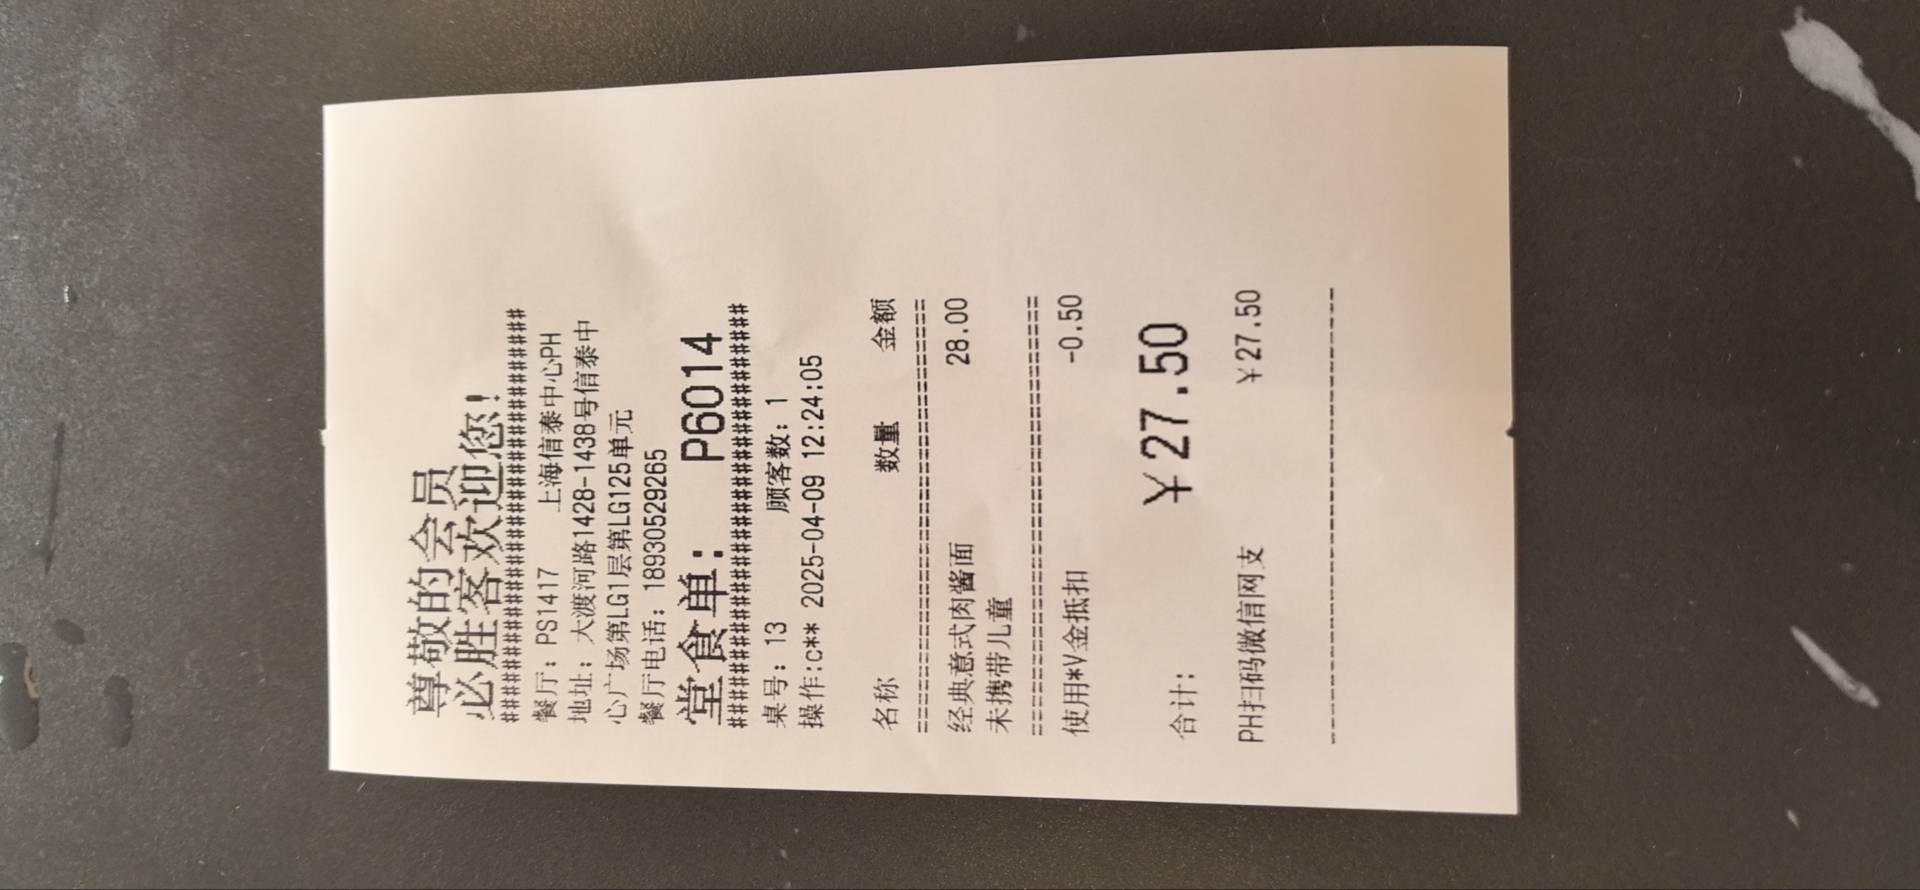 尊敬的会员
必胜客欢迎您!
##################################
餐厅: PS1417 上海信泰中心PH
地址: 大渡河路1428-1438号信泰中
心广场第LG1层第LG125单元
餐厅电话: 18930529265
堂食单: P6014
##################################
桌号: 13 顾客数: 1
操作:c** 2025-04-09 12:24:05
名称 数量 金额
==================================
经典意式肉酱面 28.00
未携带儿童
==================================
使用*V金抵扣 -0.50
合计: ¥27.50
PH扫码微信网支 ¥27.50
----------------------------------